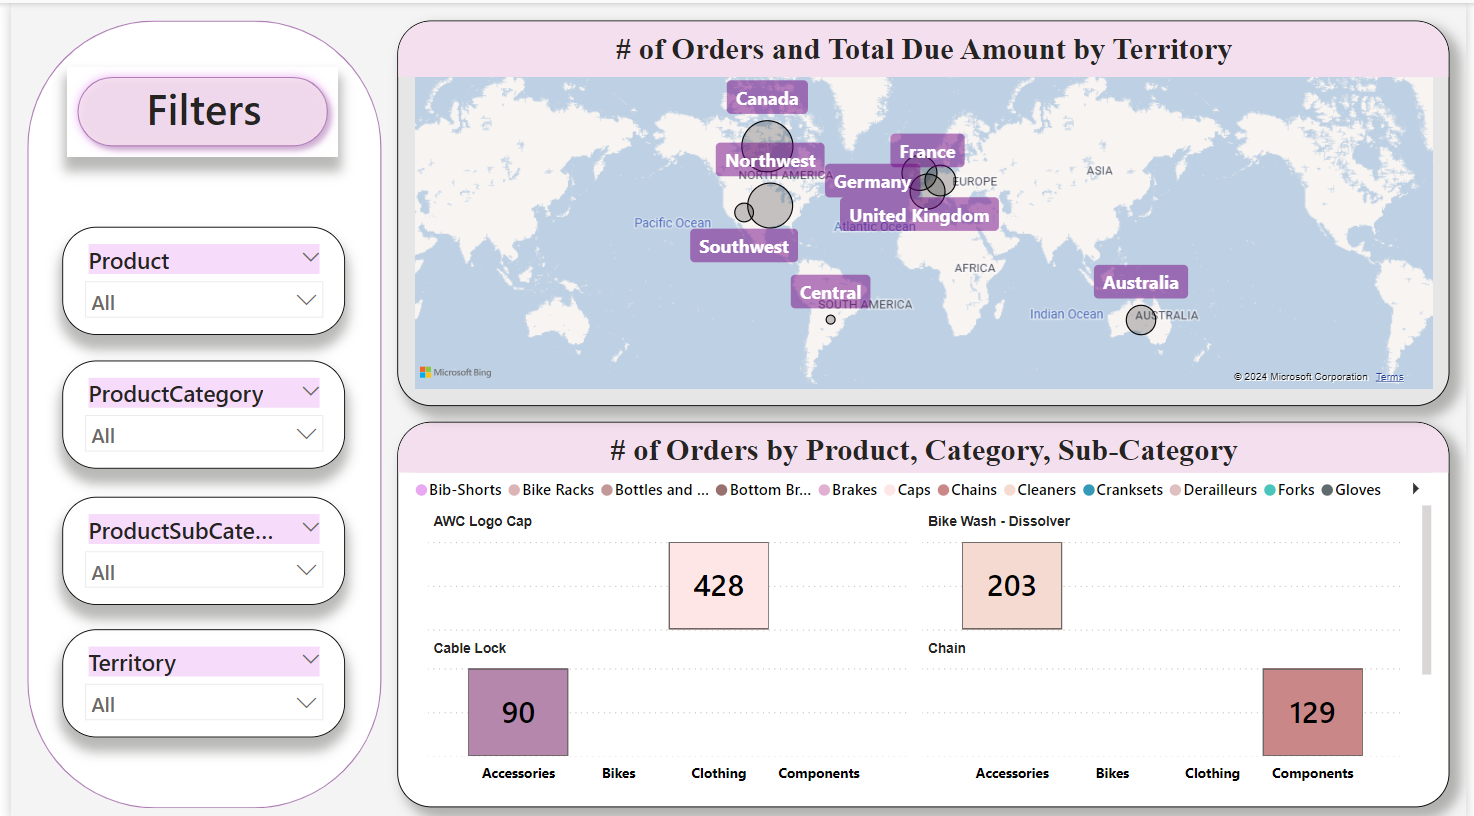 Filters
Product
All
ProductCategory
All
ProductSubCate...
All
Territory
All
# of Orders and Total Due Amount by Territory
Canada
Northwest
NORTH AMERICA
France
Germany
EUROPE
ASIA
United Kingdom
Pacific Ocean
Atlantic Ocean
Southwest
AFRICA
Central
SOUTH AMERICA
Australia
Indian Ocean
AUSTRALIA
Microsoft Bing
© 2024 Microsoft Corporation Terms
# of Orders by Product, Category, Sub-Category
Bib-Shorts Bike Racks Bottles and ... Bottom Br... Brakes Caps Chains Cleaners Cranksets Derailleurs Forks Gloves
AWC Logo Cap
428
Bike Wash - Dissolver
203
Cable Lock
90
Chain
129
Accessories Bikes Clothing Components
Accessories Bikes Clothing Components